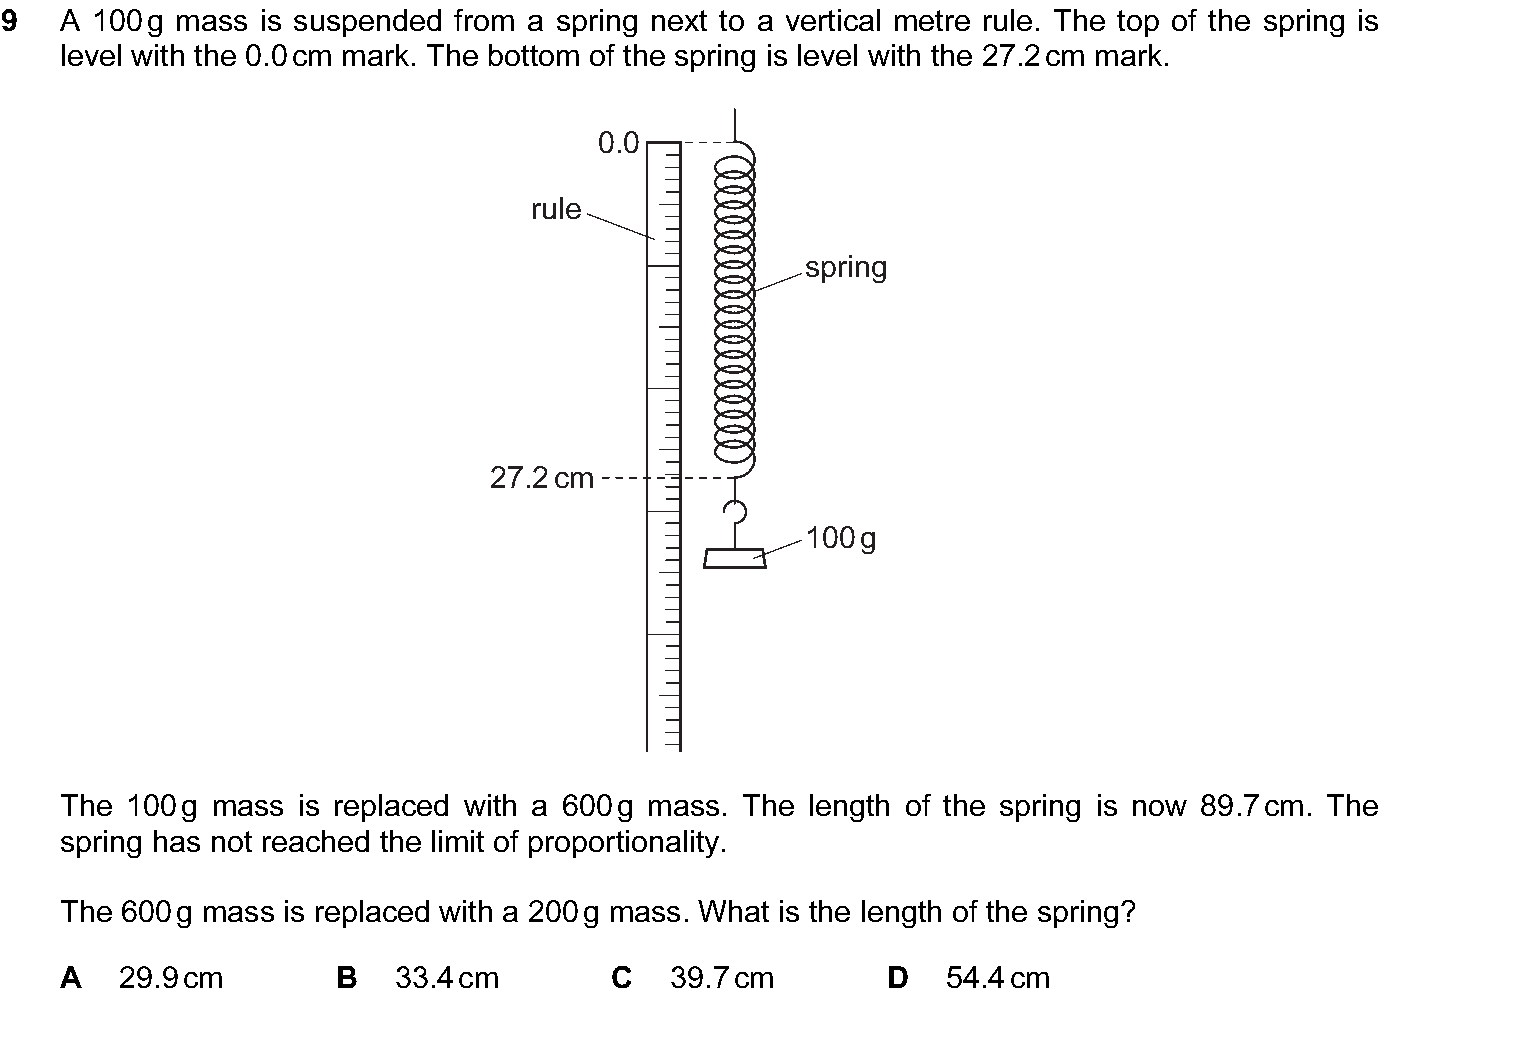 9 A 100 g mass is suspended from a spring next to a vertical metre rule. The top of the spring is
level with the 0.0 cm mark. The bottom of the spring is level with the 27.2 cm mark.
0.0
rule
spring
27.2 cm
100 g
The 100 g mass is replaced with a 600 g mass. The length of the spring is now 89.7 cm. The
spring has not reached the limit of proportionality.
The 600 g mass is replaced with a 200 g mass. What is the length of the spring?
A 29.9 cm B 33.4 cm C 39.7 cm D 54.4 cm